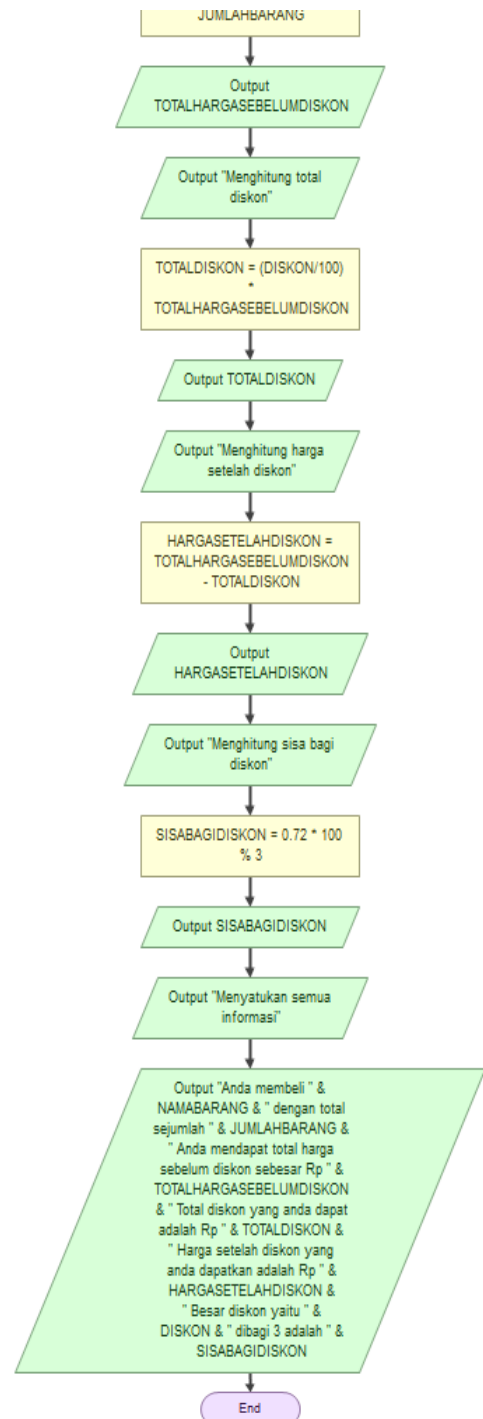 JUMLAHBARANG
Output
TOTALHARGASEBELUMDISKON
Output "Menghitung total
diskon"
TOTALDISKON = (DISKON/100)
*
TOTALHARGASEBELUMDISKON
Output TOTALDISKON
Output "Menghitung harga
setelah diskon"
HARGASETELAHDISKON =
TOTALHARGASEBELUMDISKON
- TOTALDISKON
Output
HARGASETELAHDISKON
Output "Menghitung sisa bagi
diskon"
SISABAGIDISKON = 0.72 * 100
% 3
Output SISABAGIDISKON
Output "Menyatukan semua
informasi"
Output "Anda membeli " &
NAMABARANG & " dengan total
sejumlah " & JUMLAHBARANG &
" Anda mendapat total harga
sebelum diskon sebesar Rp " &
TOTALHARGASEBELUMDISKON
& " Total diskon yang anda dapat
adalah Rp " & TOTALDISKON &
" Harga setelah diskon yang
anda dapatkan adalah Rp " &
HARGASETELAHDISKON &
" Besar diskon yaitu " &
DISKON & " dibagi 3 adalah " &
SISABAGIDISKON
End